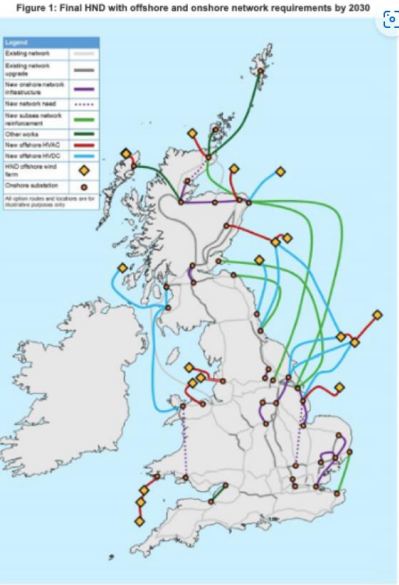 Figure 1: Final HND with offshore and onshore network requirements by 2030
Legend
Existing network
Existing network
upgrade
New onshore network
infrastructure
New network need
New subsea network
reinforcement
Other works
New offshore HVAC
New offshore HVDC
HND offshore wind
farm
Onshore substation
All option routes and locations are for
illustrative purposes only